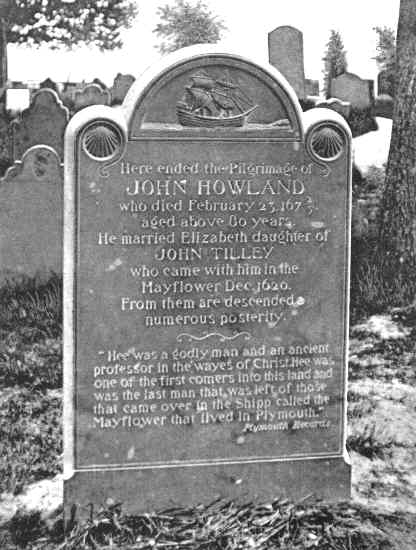 Here ended the Pilgrimage of
JOHN HOWLAND
who died February 23, 167 2/3.
aged above 80 years.
He married Elizabeth daughter of
JOHN TILLEY
who came with him in the
Mayflower Dec. 1620.
From them are descended a
numerous posterity.
"Hee was a godly man and an ancient
professor in the wayes of Christ. Hee was
one of the first comers into this land and
was the last man that was left of those
that came over in the Shipp called the
Mayflower that lived in Plymouth."
Plymouth Records